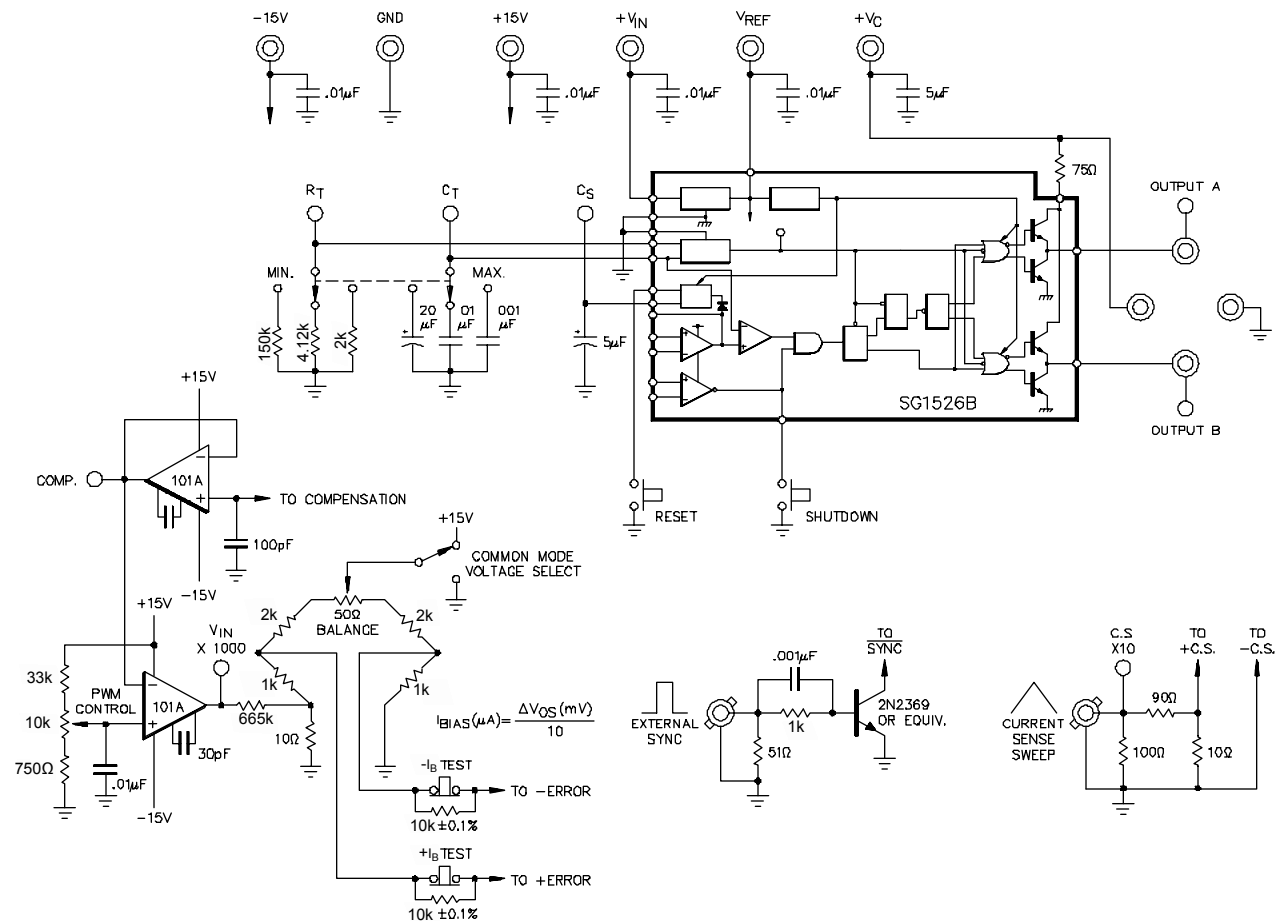 -15V GND +15V +VIN VREF +VC
.01μF .01μF .01μF .01μF 5μF
75Ω
OUTPUT A
RT CT CS
MIN. MAX.
150k 4.12k 2k
20 μF .01 μF 001 μF
5μF
SG1526B
OUTPUT B
+15V
101A
- +
COMP.
TO COMPENSATION
100pF
-15V
RESET SHUTDOWN
+15V
COMMON MODE
VOLTAGE SELECT
50Ω
BALANCE
2k 2k
1k 1k
+15V
VIN
X 1000
33k
10k
750Ω
PWM
CONTROL
101A
- +
665k
10Ω
30pF
.01μF
-15V
IBIAS(μA)=ΔVOS(mV)/10
-IB TEST
TO -ERROR
10k ±0.1%
+IB TEST
TO +ERROR
10k ±0.1%
EXTERNAL
SYNC
.001μF
1k
51Ω
TO
SYNC
2N2369
OR EQUIV.
CURRENT
SENSE
SWEEP
C.S
X10
TO
+C.S.
TO
-C.S.
90Ω
100Ω
10Ω